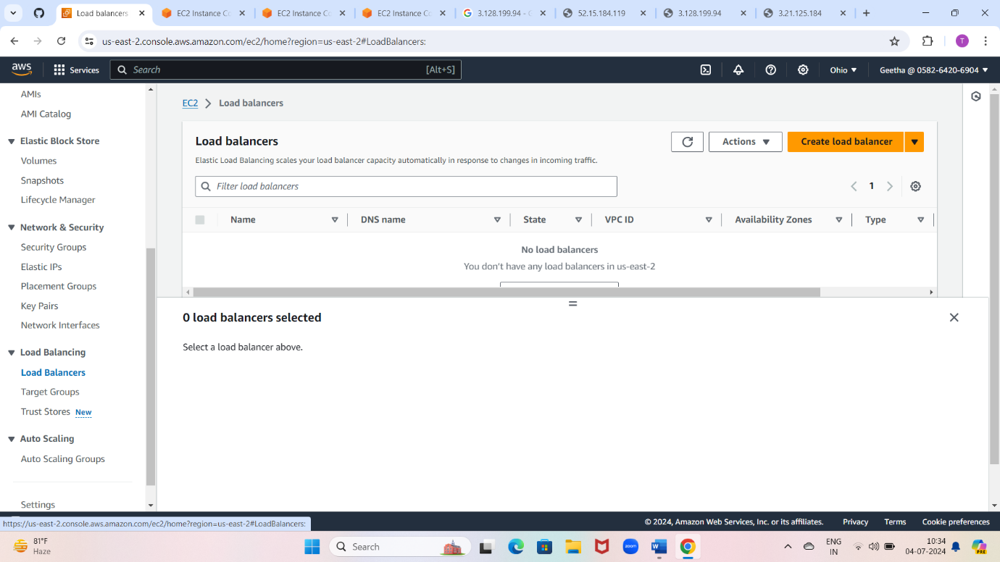 Load balancers
EC2 Instance Co
EC2 Instance Co
EC2 Instance Co
3.128.199.94 -
52.15.184.119
3.128.199.94
3.21.125.184
us-east-2.console.aws.amazon.com/ec2/home?region=us-east-2#LoadBalancers:
T
aws
Services
Search
[Alt+S]
Ohio
Geetha @ 0582-6420-6904
AMIs
AMI Catalog
Elastic Block Store
Volumes
Snapshots
Lifecycle Manager
Network & Security
Security Groups
Elastic IPs
Placement Groups
Key Pairs
Network Interfaces
Load Balancing
Load Balancers
Target Groups
Trust Stores New
Auto Scaling
Auto Scaling Groups
Settings
EC2 > Load balancers
Load balancers
Actions
Create load balancer
Elastic Load Balancing scales your load balancer capacity automatically in response to changes in incoming traffic.
Filter load balancers
1
Name DNS name State VPC ID Availability Zones Type
No load balancers
You don't have any load balancers in us-east-2
0 load balancers selected
Select a load balancer above.
https://us-east-2.console.aws.amazon.com/ec2/home?region=us-east-2#LoadBalancers:
© 2024, Amazon Web Services, Inc. or its affiliates. Privacy Terms Cookie preferences
81°F
Haze
Search
zoom
ENG
IN
10:34
04-07-2024
PRE